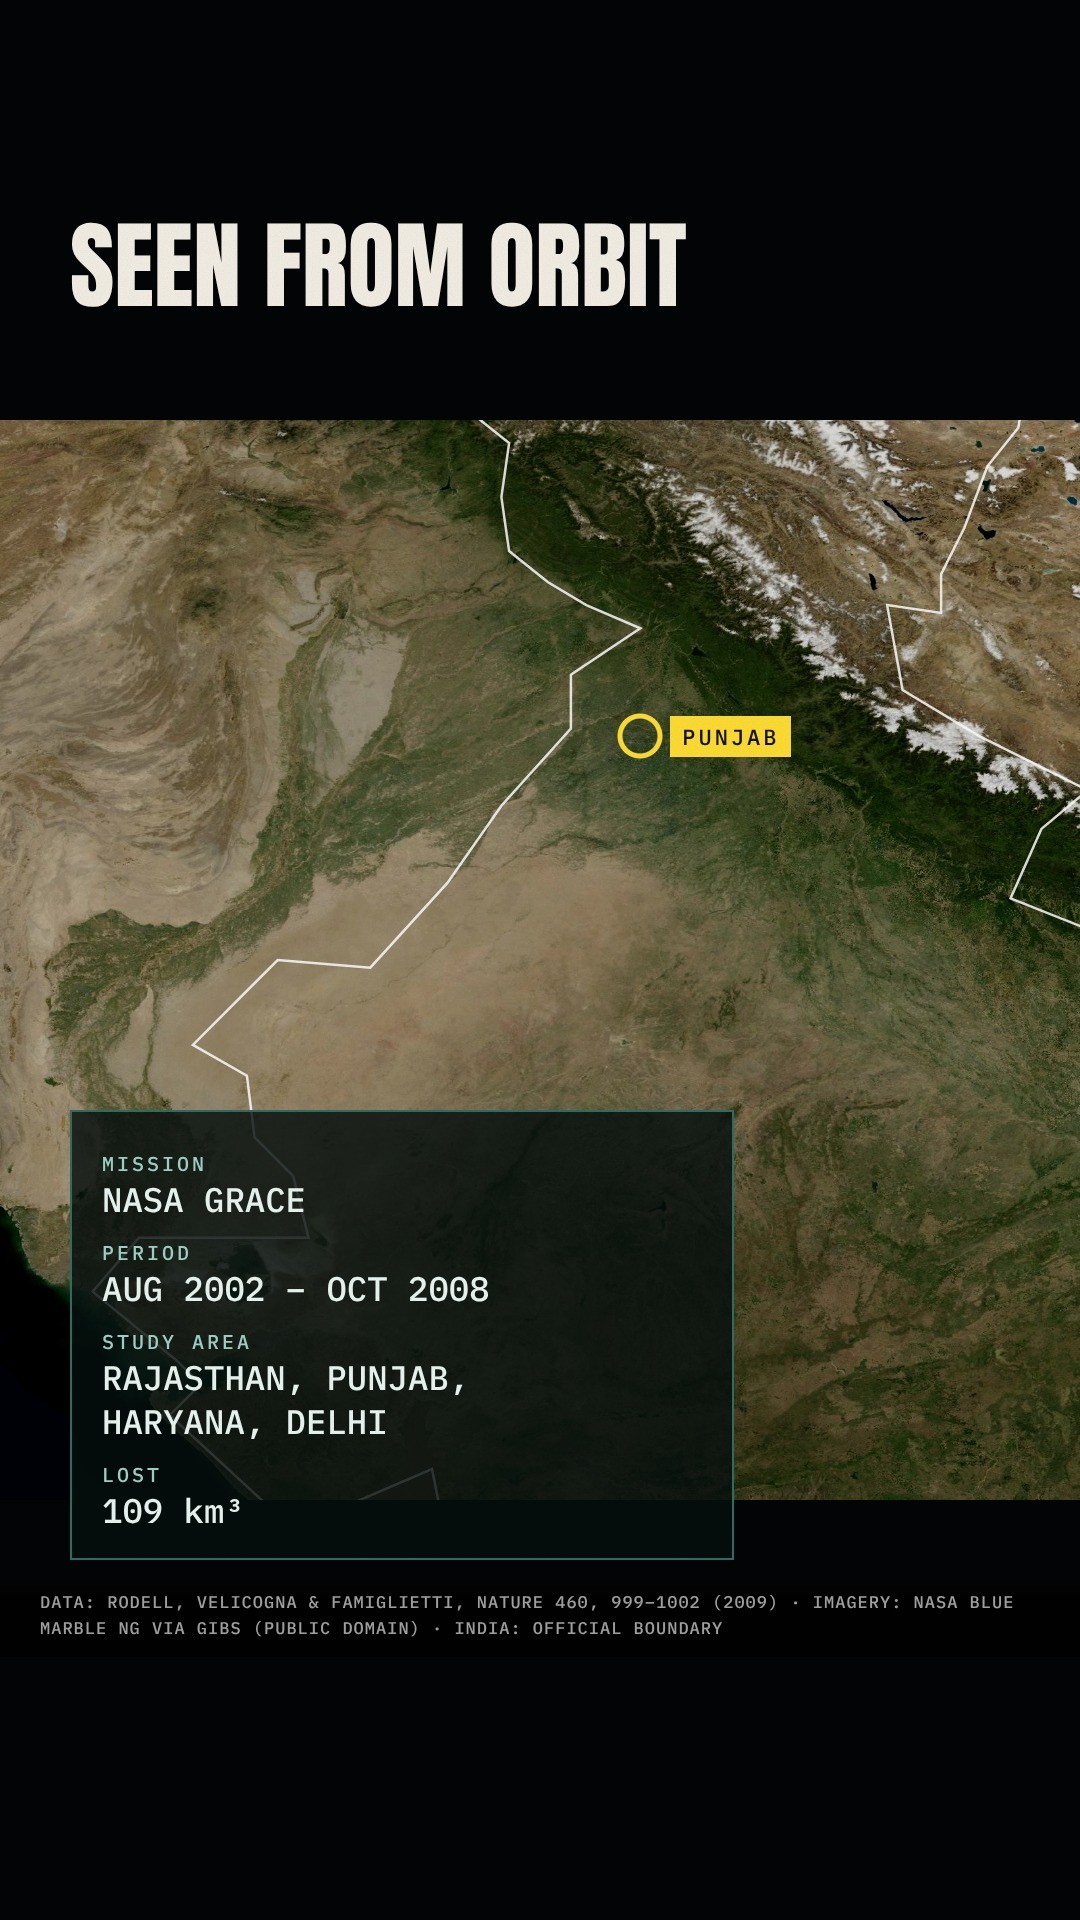 SEEN FROM ORBIT
PUNJAB
MISSION
NASA GRACE
PERIOD
AUG 2002 – OCT 2008
STUDY AREA
RAJASTHAN, PUNJAB,
HARYANA, DELHI
LOST
109 km³
DATA: RODELL, VELICOGNA & FAMIGLIETTI, NATURE 460, 999–1002 (2009) · IMAGERY: NASA BLUE
MARBLE NG VIA GIBS (PUBLIC DOMAIN) · INDIA: OFFICIAL BOUNDARY